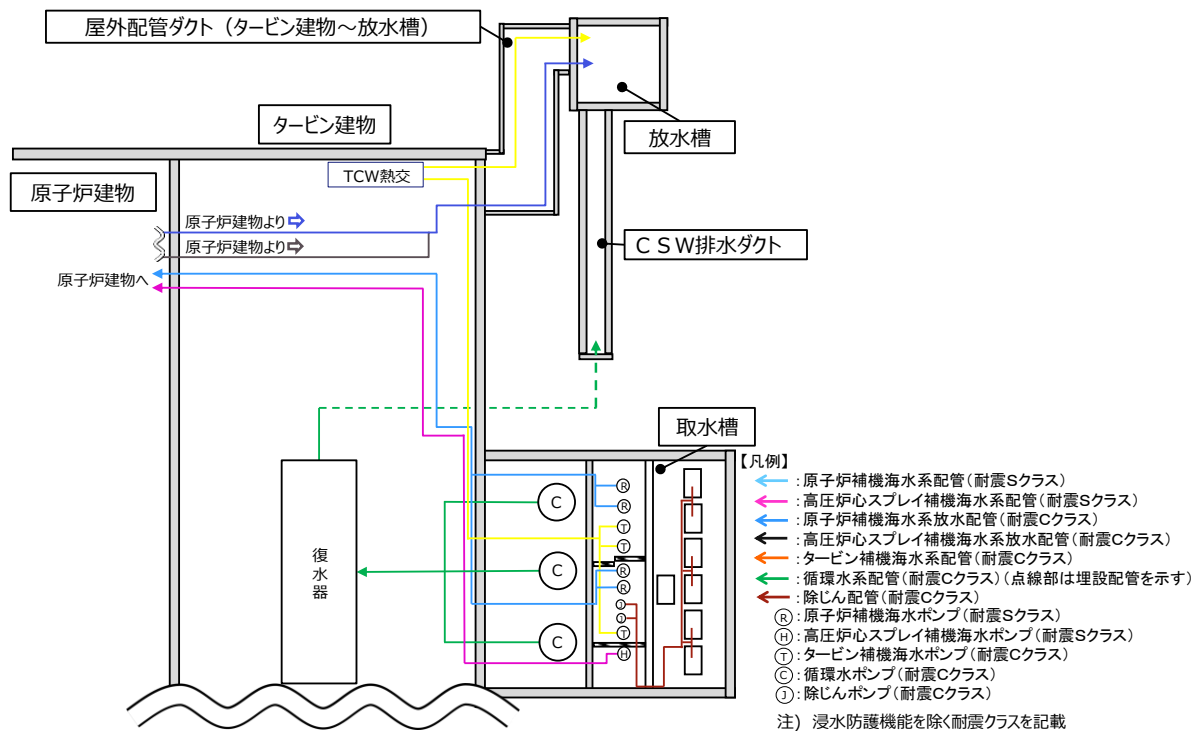 屋外配管ダクト（タービン建物～放水槽）
タービン建物
放水槽
TCW熱交
原子炉建物
原子炉建物より
原子炉建物より
ＣＳＷ排水ダクト
原子炉建物へ
取水槽
復水器
C
C
C
R
R
T
T
R
R
J
J
T
H
【凡例】
：原子炉補機海水系配管（耐震Sクラス）
：高圧炉心スプレイ補機海水系配管（耐震Sクラス）
：原子炉補機海水系放水配管（耐震Cクラス）
：高圧炉心スプレイ補機海水系放水配管（耐震Cクラス）
：タービン補機海水系配管（耐震Cクラス）
：循環水系配管（耐震Cクラス）（点線部は埋設配管を示す）
：除じん配管（耐震Cクラス）
Ⓡ：原子炉補機海水ポンプ（耐震Sクラス）
Ⓗ：高圧炉心スプレイ補機海水ポンプ（耐震Sクラス）
Ⓣ：タービン補機海水ポンプ（耐震Cクラス）
Ⓒ：循環水ポンプ（耐震Cクラス）
Ⓙ：除じんポンプ（耐震Cクラス）
注） 浸水防護機能を除く耐震クラスを記載